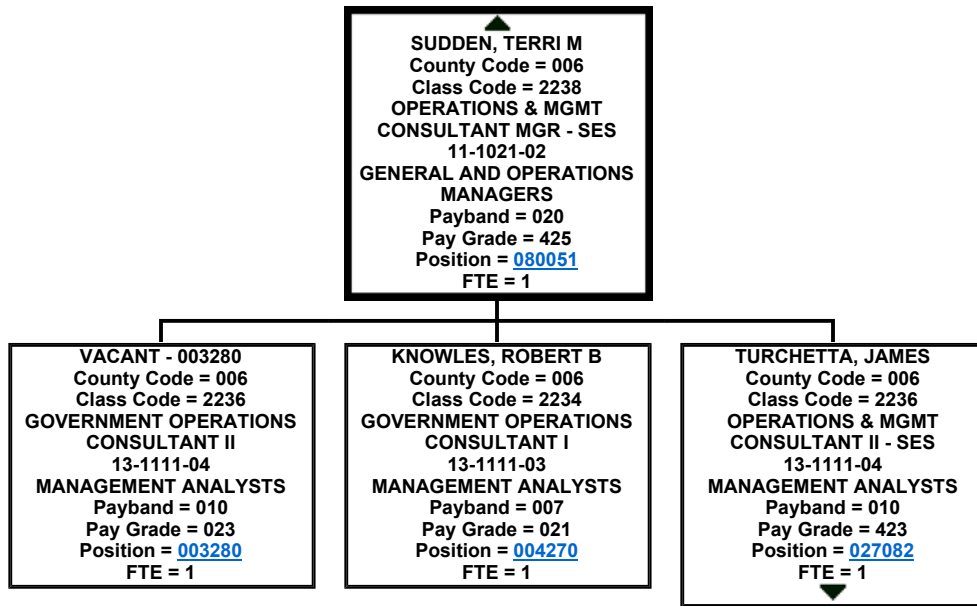 SUDDEN, TERRI M
County Code = 006
Class Code = 2238
OPERATIONS & MGMT
CONSULTANT MGR - SES
11-1021-02
GENERAL AND OPERATIONS
MANAGERS
Payband = 020
Pay Grade = 425
Position = 080051
FTE = 1
VACANT - 003280
County Code = 006
Class Code = 2236
GOVERNMENT OPERATIONS
CONSULTANT II
13-1111-04
MANAGEMENT ANALYSTS
Payband = 010
Pay Grade = 023
Position = 003280
FTE = 1
KNOWLES, ROBERT B
County Code = 006
Class Code = 2234
GOVERNMENT OPERATIONS
CONSULTANT I
13-1111-03
MANAGEMENT ANALYSTS
Payband = 007
Pay Grade = 021
Position = 004270
FTE = 1
TURCHETTA, JAMES
County Code = 006
Class Code = 2236
OPERATIONS & MGMT
CONSULTANT II - SES
13-1111-04
MANAGEMENT ANALYSTS
Payband = 010
Pay Grade = 423
Position = 027082
FTE = 1